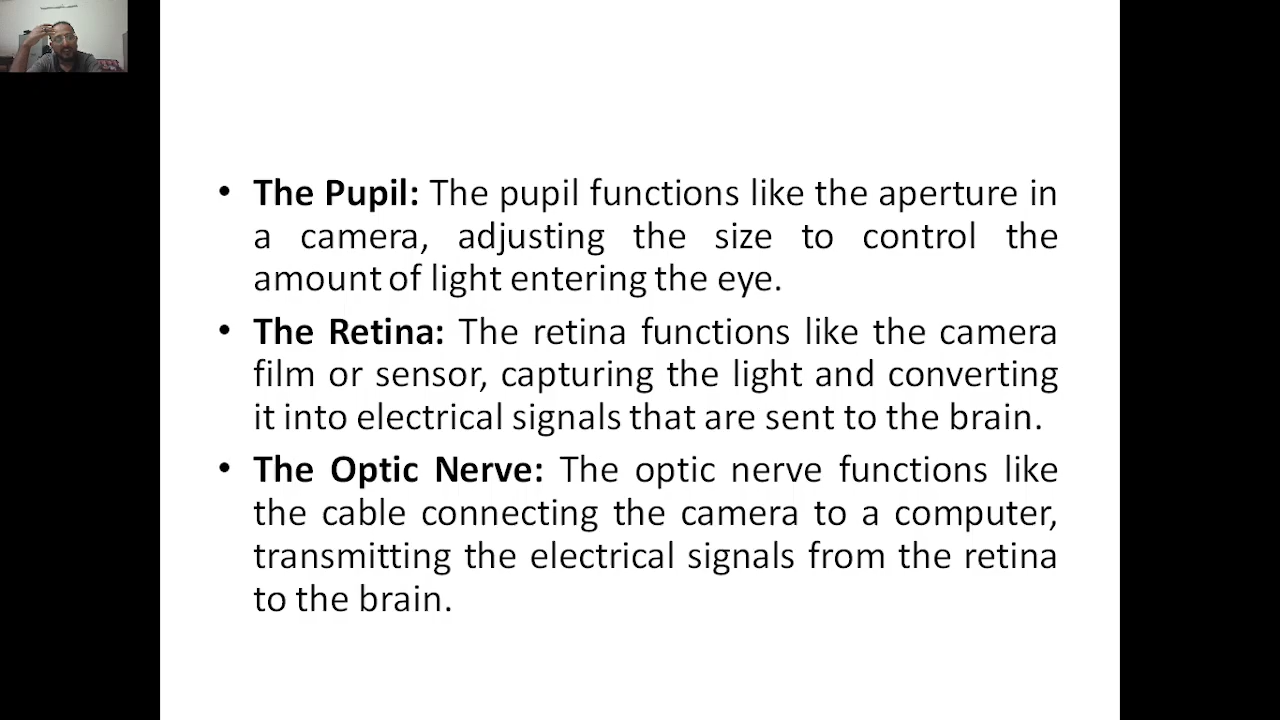 • The Pupil: The pupil functions like the aperture in
a camera, adjusting the size to control the
amount of light entering the eye.
• The Retina: The retina functions like the camera
film or sensor, capturing the light and converting
it into electrical signals that are sent to the brain.
• The Optic Nerve: The optic nerve functions like
the cable connecting the camera to a computer,
transmitting the electrical signals from the retina
to the brain.